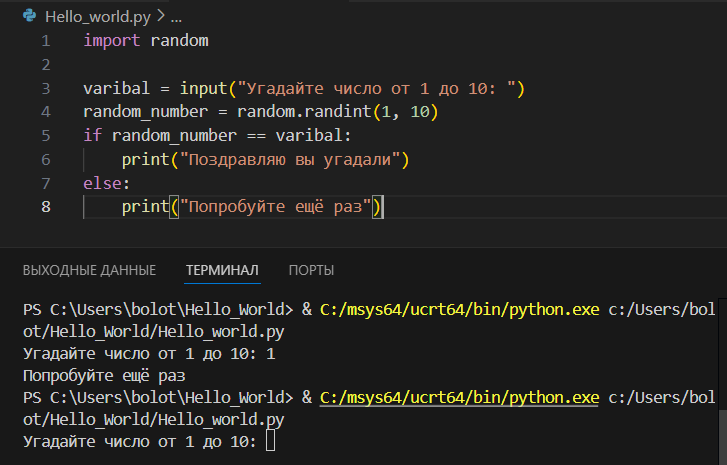 Hello_world.py > ...
1 import random
2
3 varibal = input("Угадайте число от 1 до 10: ")
4 random_number = random.randint(1, 10)
5 if random_number == varibal:
6     print("Поздравляю вы угадали")
7 else:
8     print("Попробуйте ещё раз")
ВЫХОДНЫЕ ДАННЫЕ ТЕРМИНАЛ ПОРТЫ
PS C:\Users\bolot\Hello_World> & C:/msys64/ucrt64/bin/python.exe c:/Users/bol
ot/Hello_World/Hello_world.py
Угадайте число от 1 до 10: 1
Попробуйте ещё раз
PS C:\Users\bolot\Hello_World> & C:/msys64/ucrt64/bin/python.exe c:/Users/bol
ot/Hello_World/Hello_world.py
Угадайте число от 1 до 10: